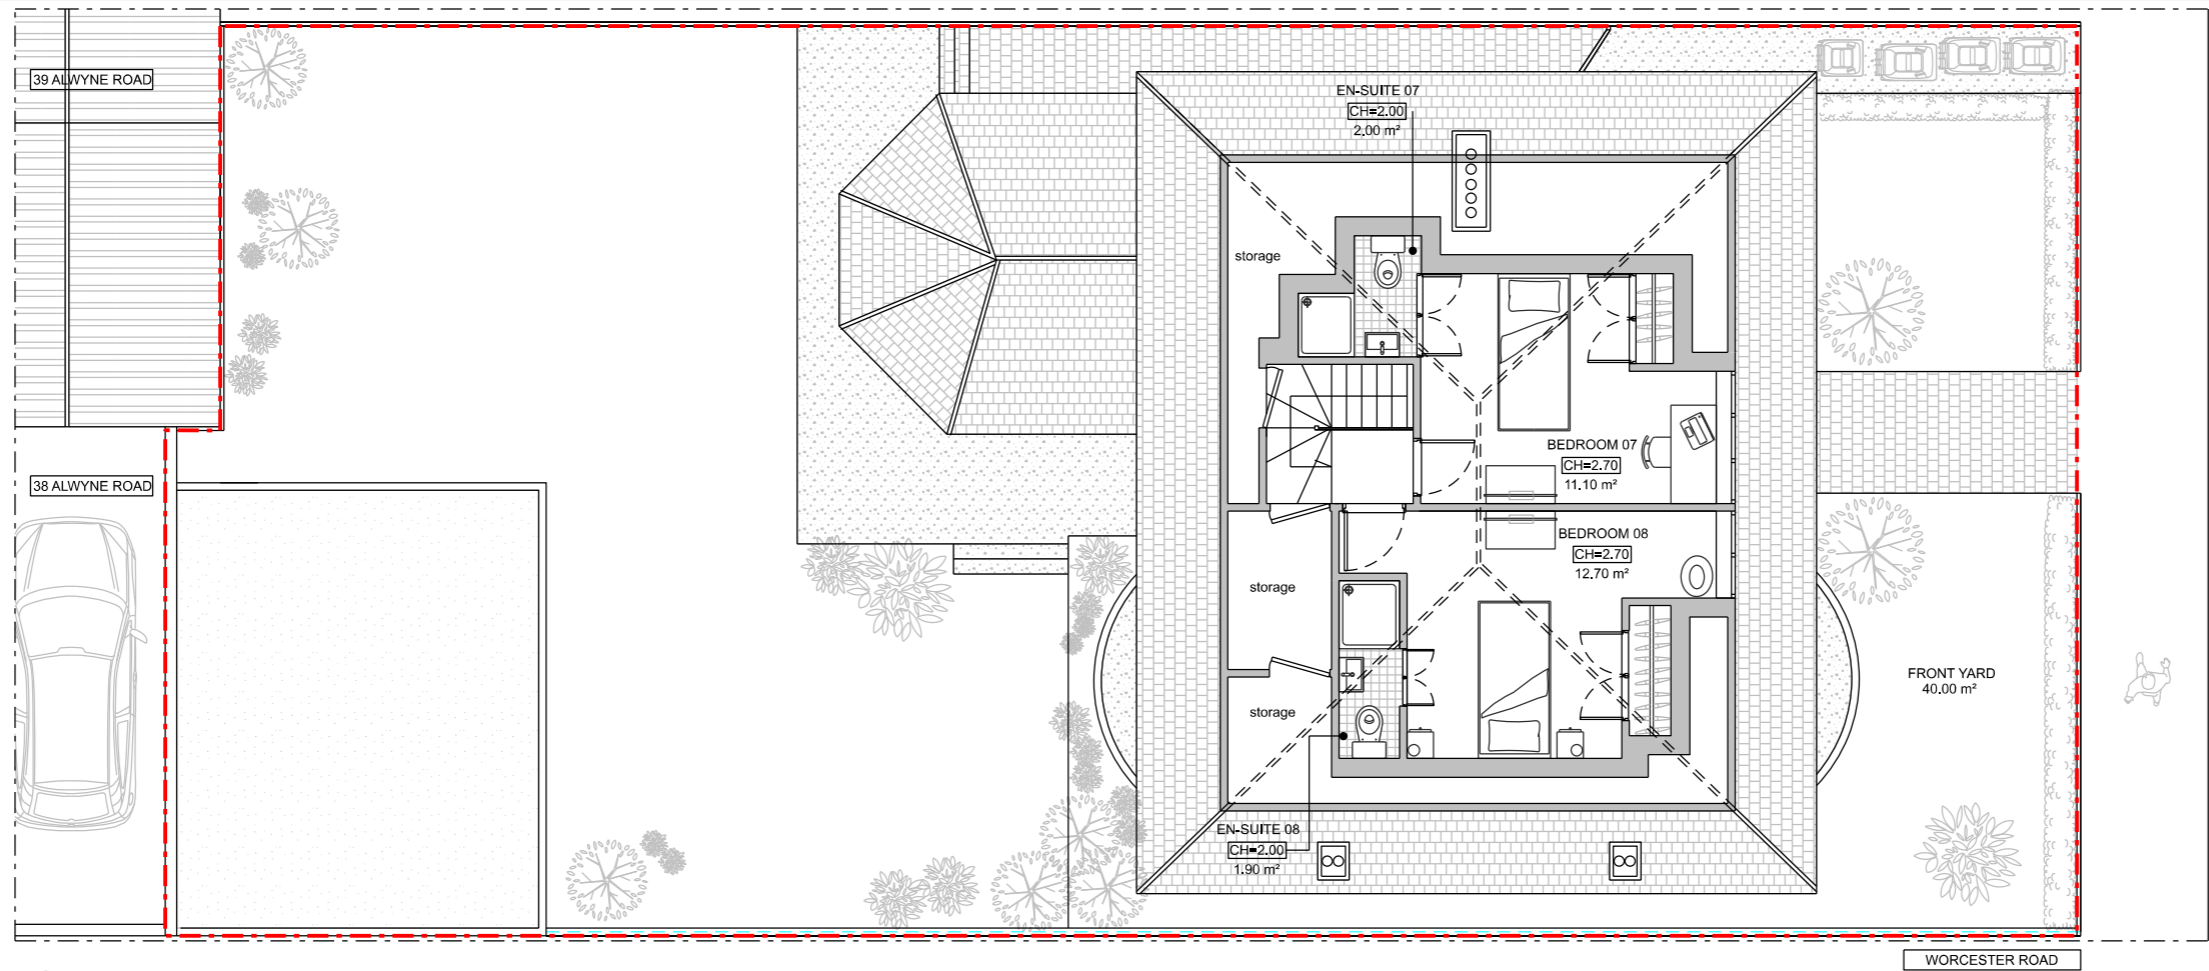 39 ALWYNE ROAD
EN-SUITE 07
CH=2.00
2.00 m²
storage
BEDROOM 07
CH=2.70
11.10 m²
38 ALWYNE ROAD
BEDROOM 08
CH=2.70
12.70 m²
storage
FRONT YARD
40.00 m²
storage
EN-SUITE 08
CH=2.00
1.90 m²
WORCESTER ROAD